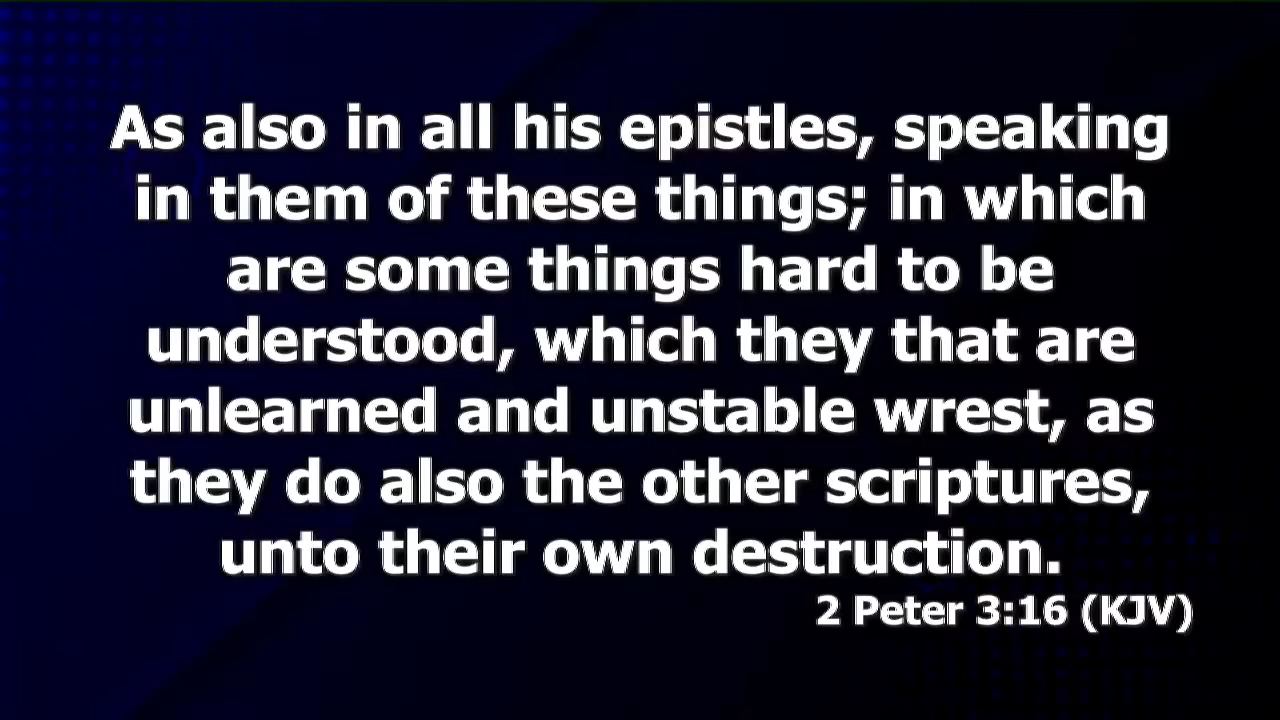 As also in all his epistles, speaking
in them of these things; in which
are some things hard to be
understood, which they that are
unlearned and unstable wrest, as
they do also the other scriptures,
unto their own destruction.
2 Peter 3:16 (KJV)